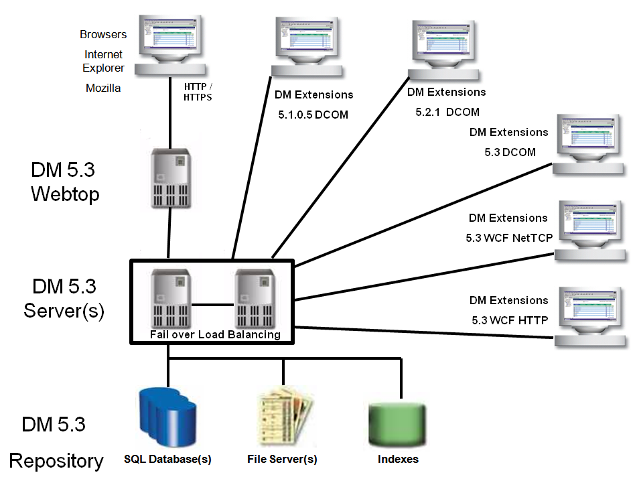 Browsers
Internet
Explorer
Mozilla
HTTP /
HTTPS
DM Extensions
5.1.0.5 DCOM
DM Extensions
5.2.1 DCOM
DM Extensions
5.3 DCOM
DM 5.3
Webtop
DM Extensions
5.3 WCF NetTCP
DM 5.3
Server(s)
Fail over Load Balancing
DM Extensions
5.3 WCF HTTP
DM 5.3
Repository
SQL Database(s)
File Server(s)
Indexes